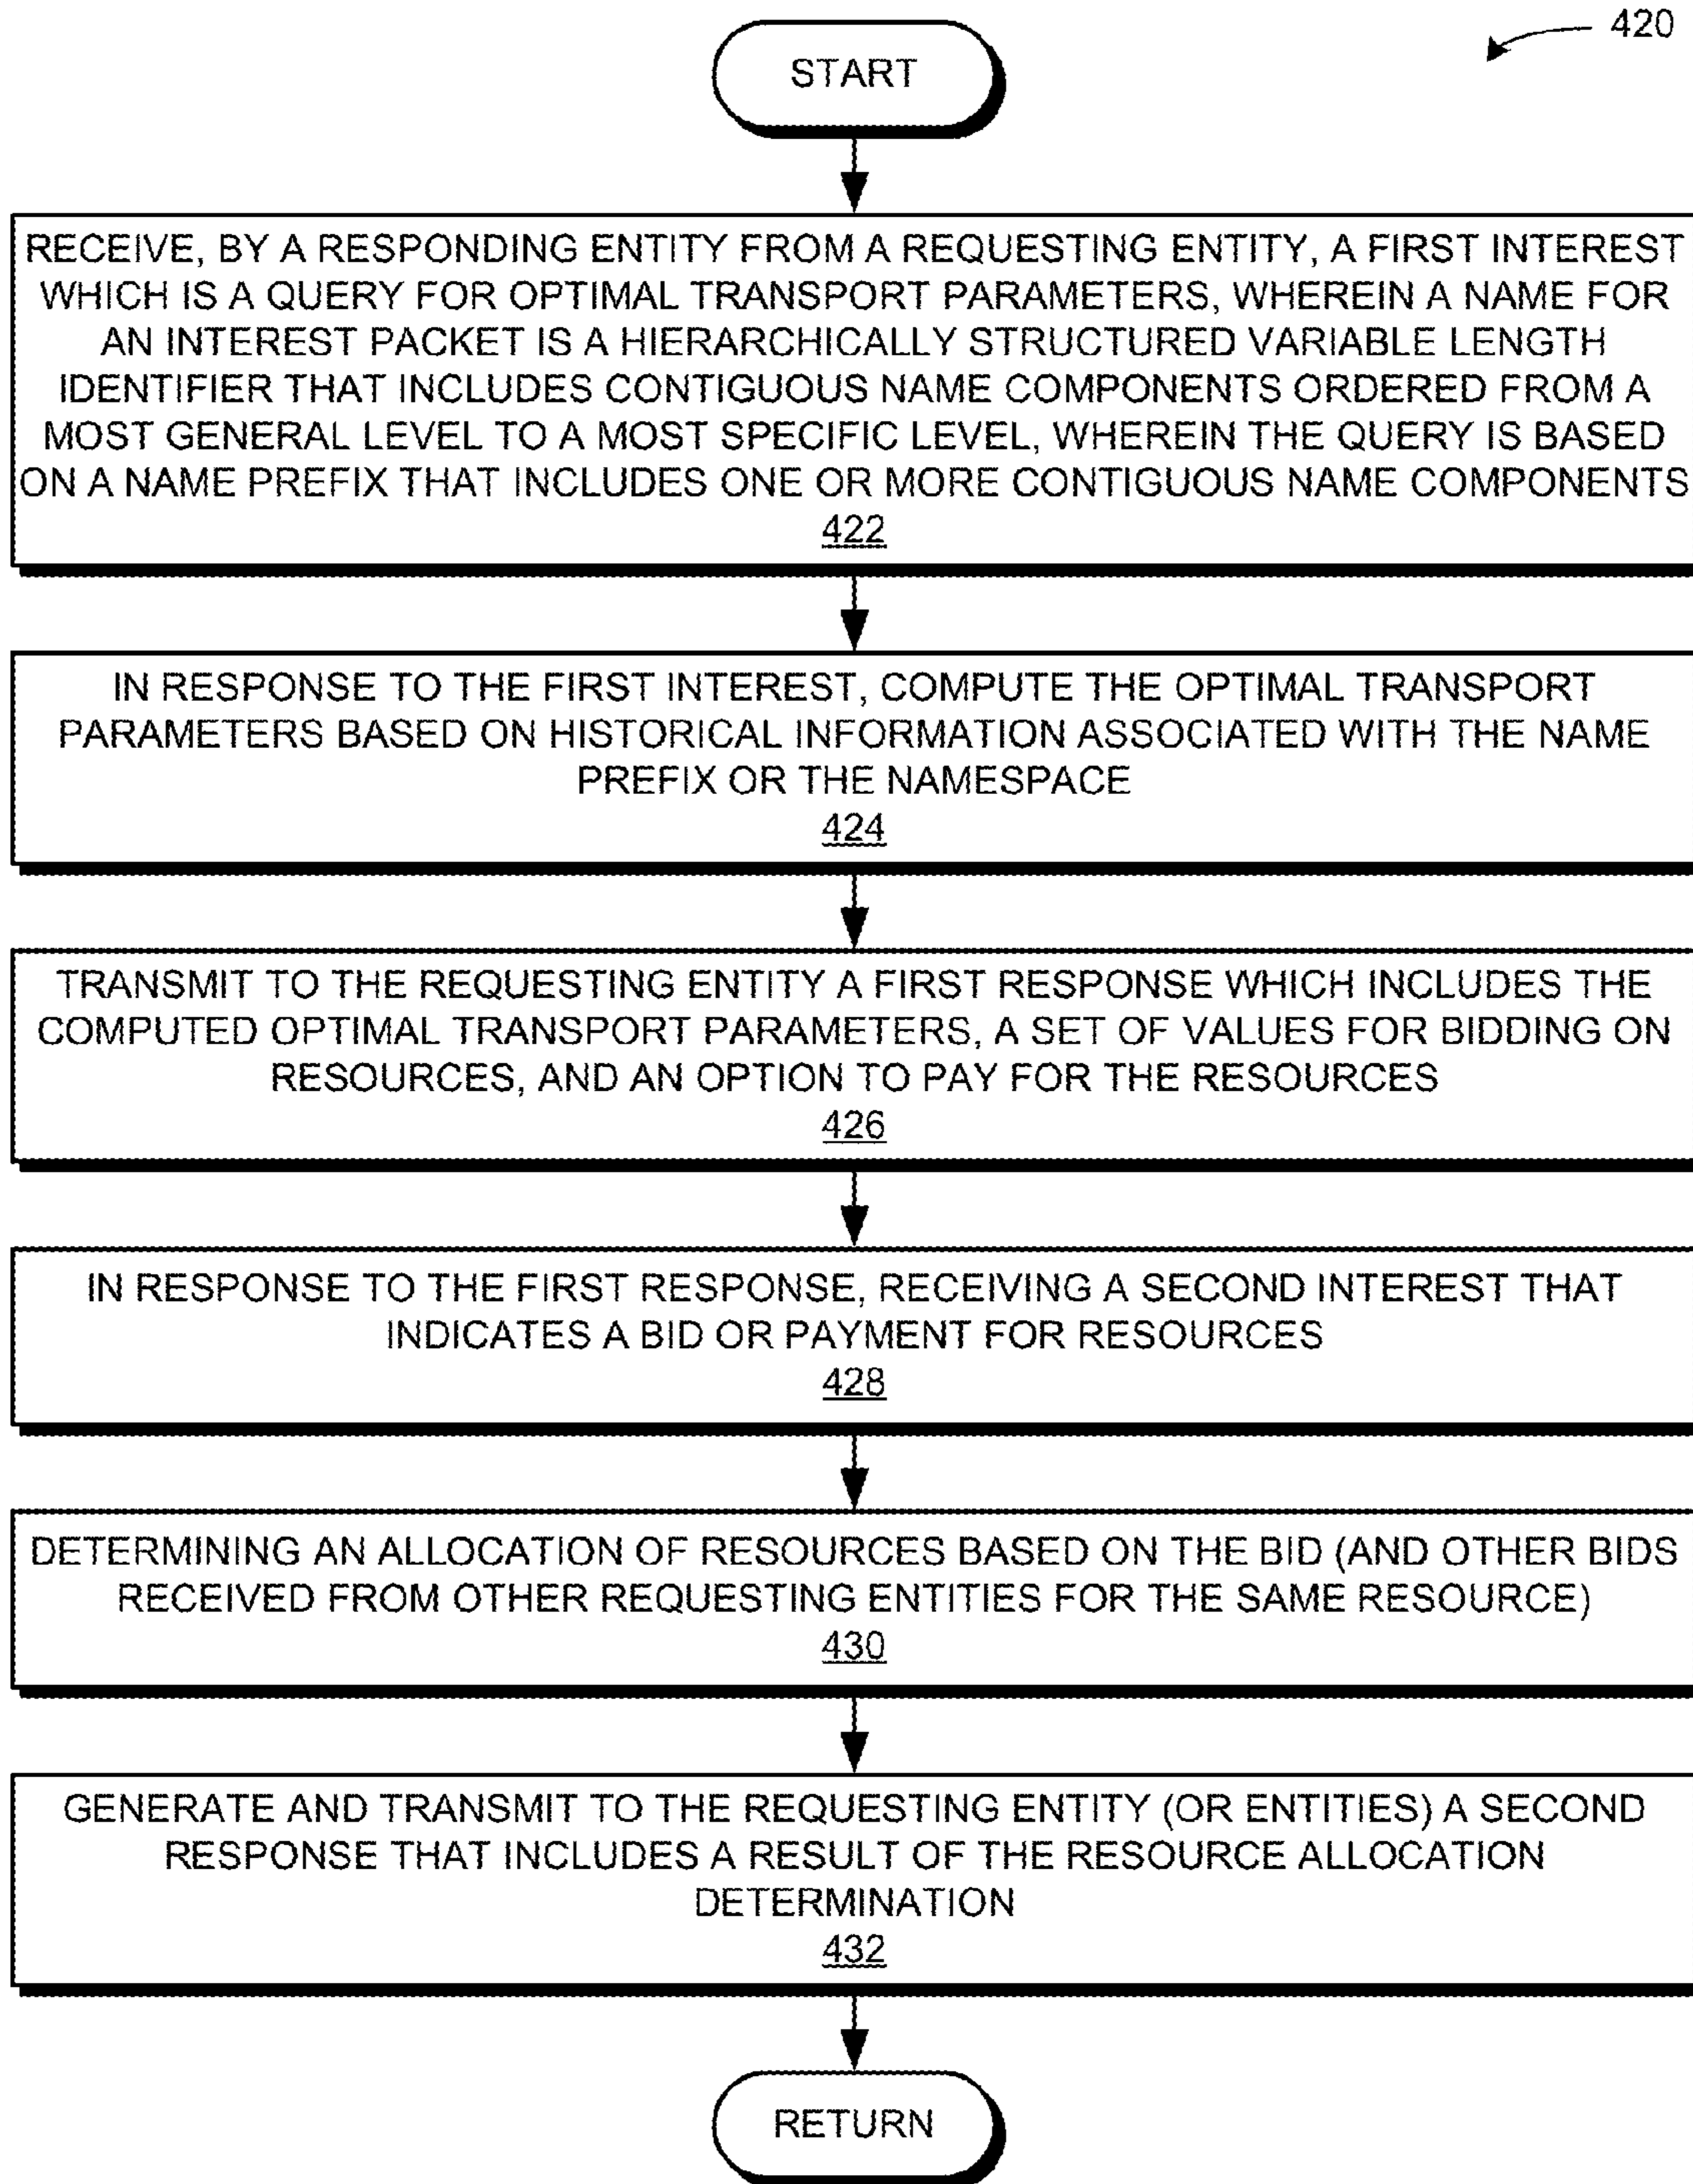 420
START
RECEIVE, BY A RESPONDING ENTITY FROM A REQUESTING ENTITY, A FIRST INTEREST
WHICH IS A QUERY FOR OPTIMAL TRANSPORT PARAMETERS, WHEREIN A NAME FOR
AN INTEREST PACKET IS A HIERARCHICALLY STRUCTURED VARIABLE LENGTH
IDENTIFIER THAT INCLUDES CONTIGUOUS NAME COMPONENTS ORDERED FROM A
MOST GENERAL LEVEL TO A MOST SPECIFIC LEVEL, WHEREIN THE QUERY IS BASED
ON A NAME PREFIX THAT INCLUDES ONE OR MORE CONTIGUOUS NAME COMPONENTS
422
IN RESPONSE TO THE FIRST INTEREST, COMPUTE THE OPTIMAL TRANSPORT
PARAMETERS BASED ON HISTORICAL INFORMATION ASSOCIATED WITH THE NAME
PREFIX OR THE NAMESPACE
424
TRANSMIT TO THE REQUESTING ENTITY A FIRST RESPONSE WHICH INCLUDES THE
COMPUTED OPTIMAL TRANSPORT PARAMETERS, A SET OF VALUES FOR BIDDING ON
RESOURCES, AND AN OPTION TO PAY FOR THE RESOURCES
426
IN RESPONSE TO THE FIRST RESPONSE, RECEIVING A SECOND INTEREST THAT
INDICATES A BID OR PAYMENT FOR RESOURCES
428
DETERMINING AN ALLOCATION OF RESOURCES BASED ON THE BID (AND OTHER BIDS
RECEIVED FROM OTHER REQUESTING ENTITIES FOR THE SAME RESOURCE)
430
GENERATE AND TRANSMIT TO THE REQUESTING ENTITY (OR ENTITIES) A SECOND
RESPONSE THAT INCLUDES A RESULT OF THE RESOURCE ALLOCATION
DETERMINATION
432
RETURN